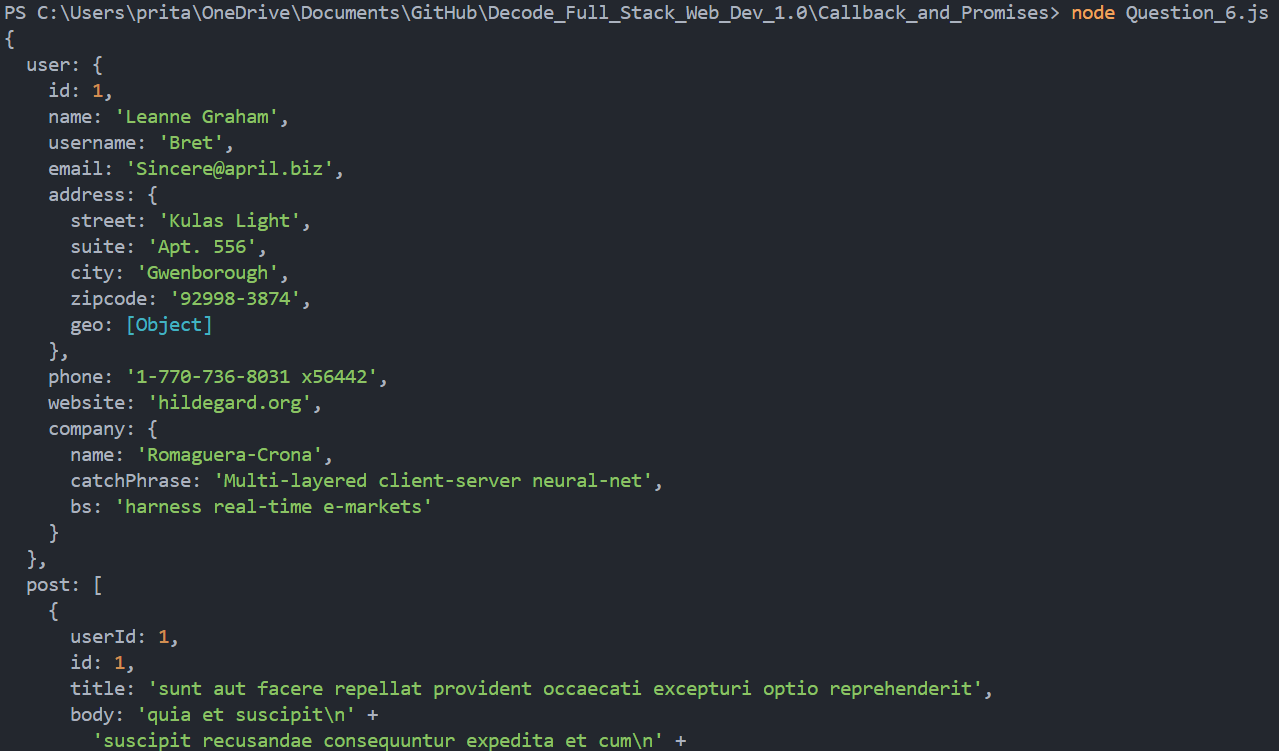 PS C:\Users\prita\OneDrive\Documents\GitHub\Decode_Full_Stack_Web_Dev_1.0\Callback_and_Promises> node Question_6.js
{
  user: {
    id: 1,
    name: 'Leanne Graham',
    username: 'Bret',
    email: 'Sincere@april.biz',
    address: {
      street: 'Kulas Light',
      suite: 'Apt. 556',
      city: 'Gwenborough',
      zipcode: '92998-3874',
      geo: [Object]
    },
    phone: '1-770-736-8031 x56442',
    website: 'hildegard.org',
    company: {
      name: 'Romaguera-Crona',
      catchPhrase: 'Multi-layered client-server neural-net',
      bs: 'harness real-time e-markets'
    }
  },
  post: [
    {
      userId: 1,
      id: 1,
      title: 'sunt aut facere repellat provident occaecati excepturi optio reprehenderit',
      body: 'quia et suscipit\n' +
        'suscipit recusandae consequuntur expedita et cum\n' +